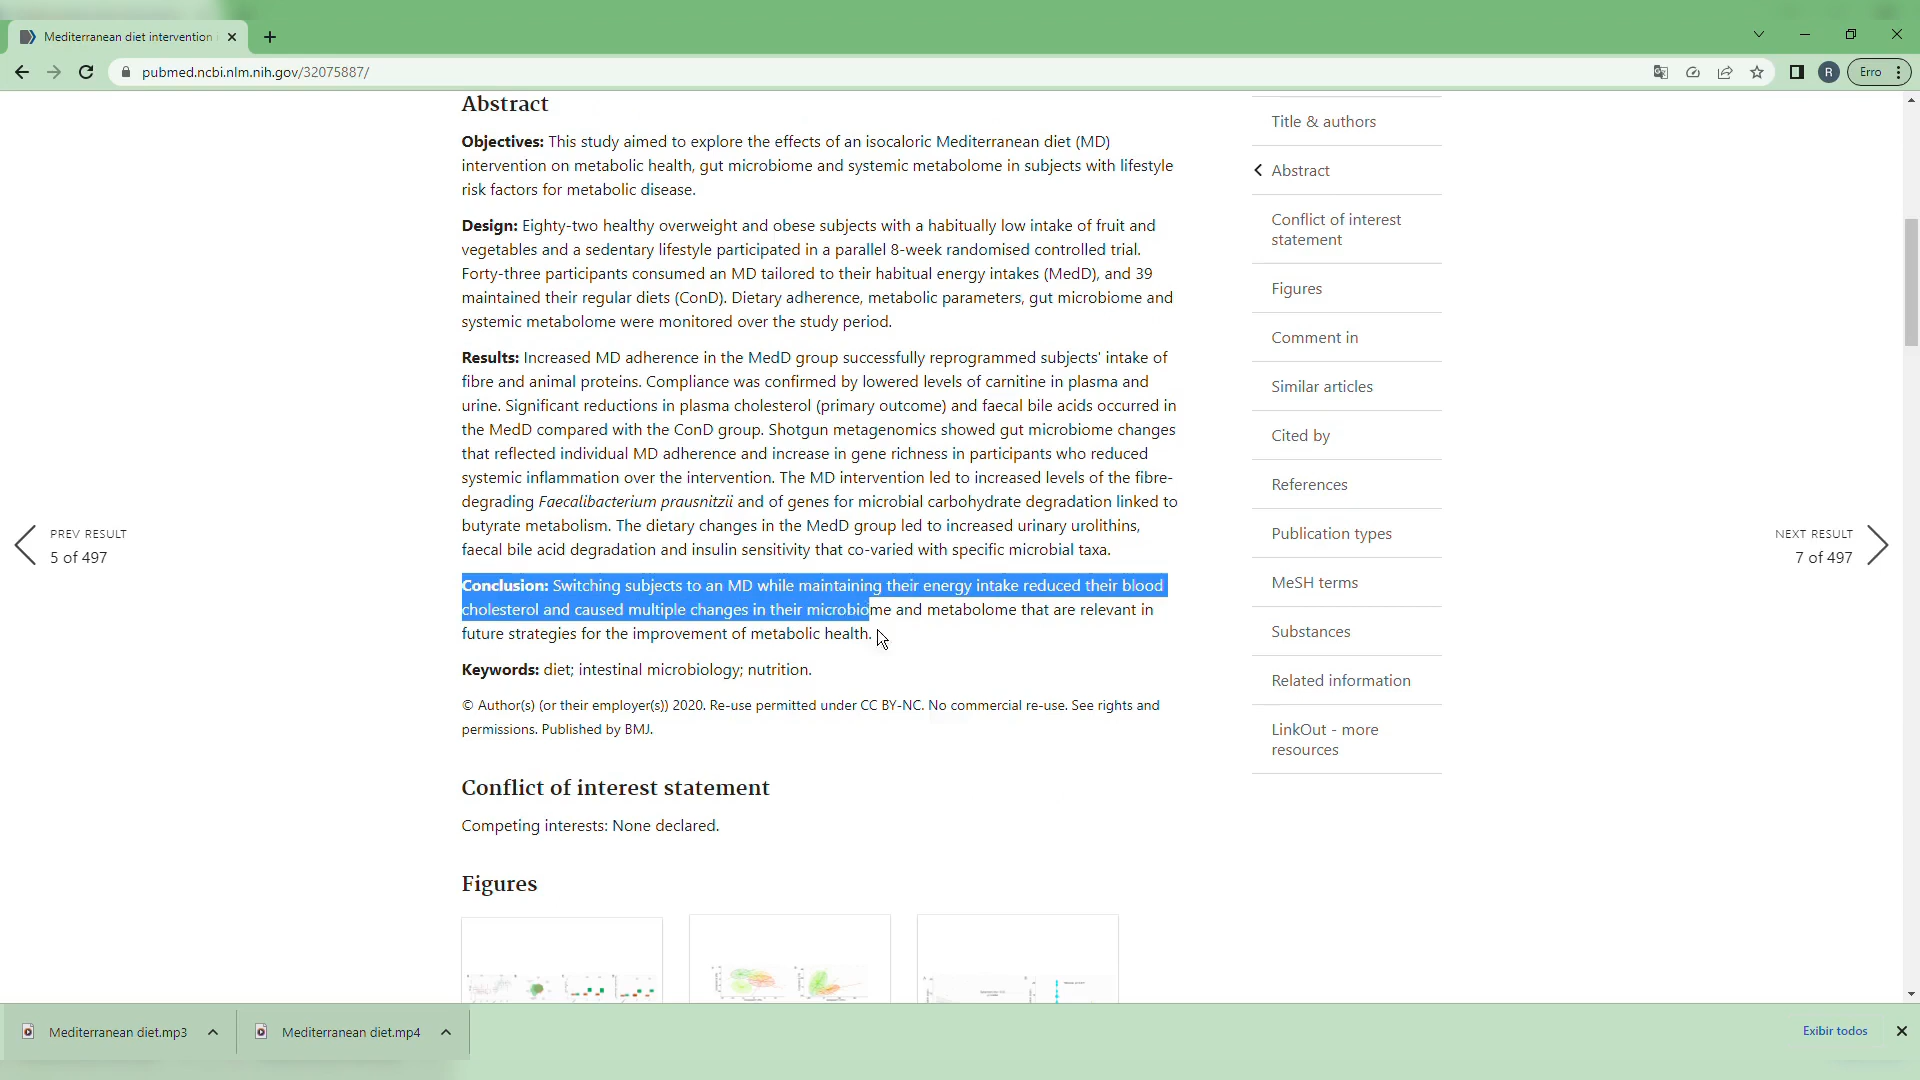 Mediterranean diet intervention
pubmed.ncbi.nlm.nih.gov/32075887/
R
Erro
Abstract
Objectives: This study aimed to explore the effects of an isocaloric Mediterranean diet (MD)
intervention on metabolic health, gut microbiome and systemic metabolome in subjects with lifestyle
risk factors for metabolic disease.
Design: Eighty-two healthy overweight and obese subjects with a habitually low intake of fruit and
vegetables and a sedentary lifestyle participated in a parallel 8-week randomised controlled trial.
Forty-three participants consumed an MD tailored to their habitual energy intakes (MedD), and 39
maintained their regular diets (ConD). Dietary adherence, metabolic parameters, gut microbiome and
systemic metabolome were monitored over the study period.
Results: Increased MD adherence in the MedD group successfully reprogrammed subjects' intake of
fibre and animal proteins. Compliance was confirmed by lowered levels of carnitine in plasma and
urine. Significant reductions in plasma cholesterol (primary outcome) and faecal bile acids occurred in
the MedD compared with the ConD group. Shotgun metagenomics showed gut microbiome changes
that reflected individual MD adherence and increase in gene richness in participants who reduced
systemic inflammation over the intervention. The MD intervention led to increased levels of the fibre-
degrading Faecalibacterium prausnitzii and of genes for microbial carbohydrate degradation linked to
butyrate metabolism. The dietary changes in the MedD group led to increased urinary urolithins,
faecal bile acid degradation and insulin sensitivity that co-varied with specific microbial taxa.
Conclusion: Switching subjects to an MD while maintaining their energy intake reduced their blood
cholesterol and caused multiple changes in their microbiome and metabolome that are relevant in
future strategies for the improvement of metabolic health.
Keywords: diet; intestinal microbiology; nutrition.
© Author(s) (or their employer(s)) 2020. Re-use permitted under CC BY-NC. No commercial re-use. See rights and
permissions. Published by BMJ.
Conflict of interest statement
Competing interests: None declared.
Figures
Title & authors
Abstract
Conflict of interest
statement
Figures
Comment in
Similar articles
Cited by
References
Publication types
MeSH terms
Substances
Related information
LinkOut - more
resources
PREV RESULT
5 of 497
NEXT RESULT
7 of 497
Mediterranean diet.mp3
Mediterranean diet.mp4
Exibir todos